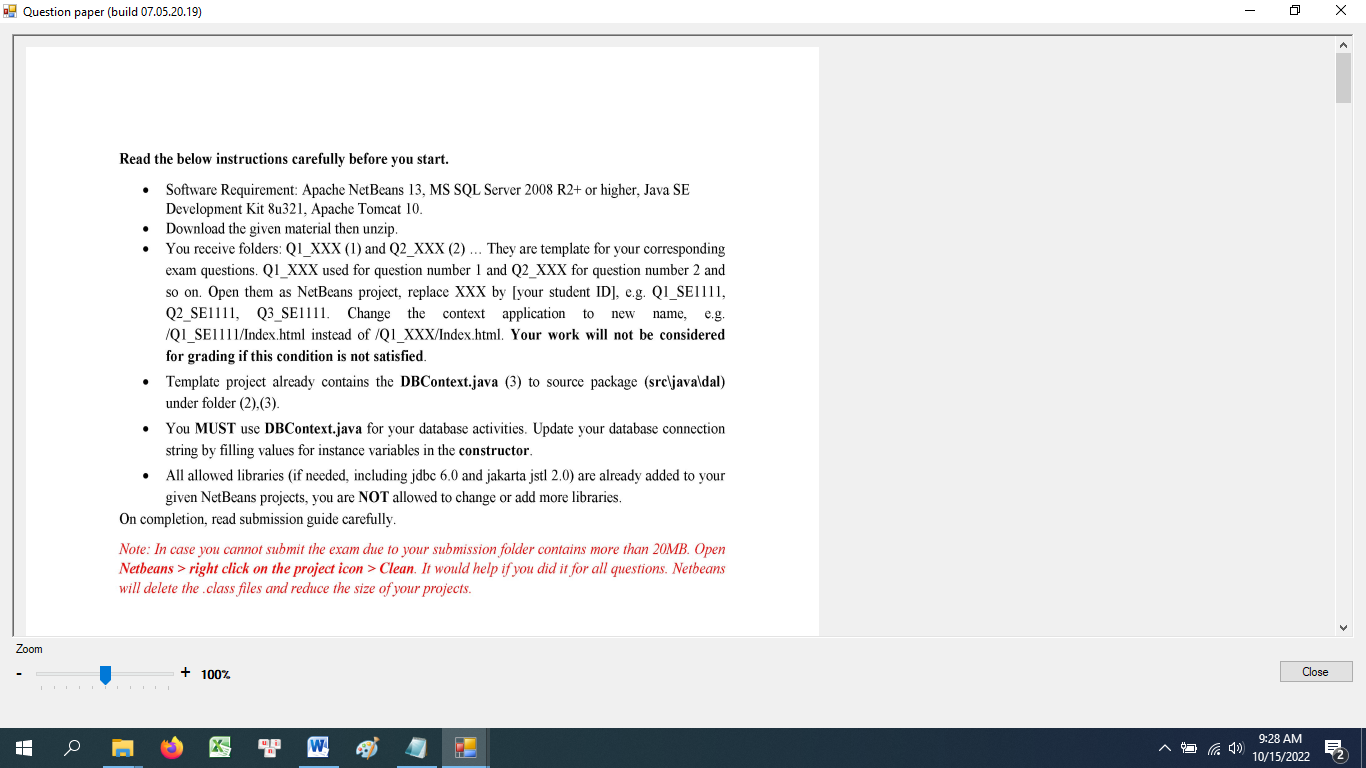 Question paper (build 07.05.20.19)
Read the below instructions carefully before you start.
• Software Requirement: Apache NetBeans 13, MS SQL Server 2008 R2+ or higher, Java SE
Development Kit 8u321, Apache Tomcat 10.
• Download the given material then unzip.
• You receive folders: Q1_XXX (1) and Q2_XXX (2) … They are template for your corresponding
exam questions. Q1_XXX used for question number 1 and Q2_XXX for question number 2 and
so on. Open them as NetBeans project, replace XXX by [your student ID], e.g. Q1_SE1111,
Q2_SE1111, Q3_SE1111. Change the context application to new name, e.g.
/Q1_SE1111/Index.html instead of /Q1_XXX/Index.html. Your work will not be considered
for grading if this condition is not satisfied.
• Template project already contains the DBContext.java (3) to source package (src\java\dal)
under folder (2),(3).
• You MUST use DBContext.java for your database activities. Update your database connection
string by filling values for instance variables in the constructor.
• All allowed libraries (if needed, including jdbc 6.0 and jakarta jstl 2.0) are already added to your
given NetBeans projects, you are NOT allowed to change or add more libraries.
On completion, read submission guide carefully.
Note: In case you cannot submit the exam due to your submission folder contains more than 20MB. Open
Netbeans > right click on the project icon > Clean. It would help if you did it for all questions. Netbeans
will delete the .class files and reduce the size of your projects.
Zoom
- + 100%
Close
9:28 AM
10/15/2022
2